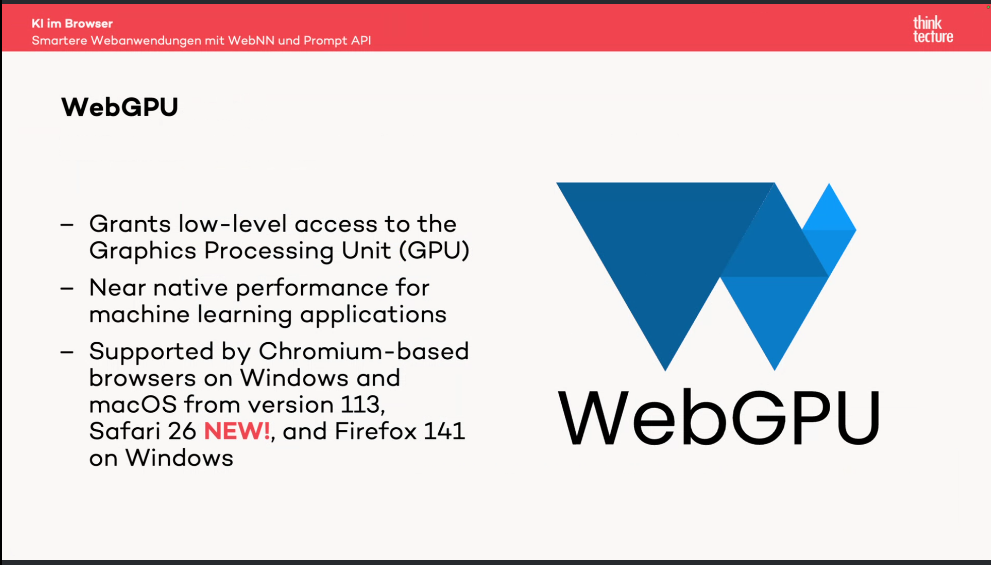 KI im Browser
Smartere Webanwendungen mit WebNN und Prompt API
think
tecture
WebGPU
– Grants low-level access to the
Graphics Processing Unit (GPU)
– Near native performance for
machine learning applications
– Supported by Chromium-based
browsers on Windows and
macOS from version 113,
Safari 26 NEW!, and Firefox 141
on Windows
WebGPU